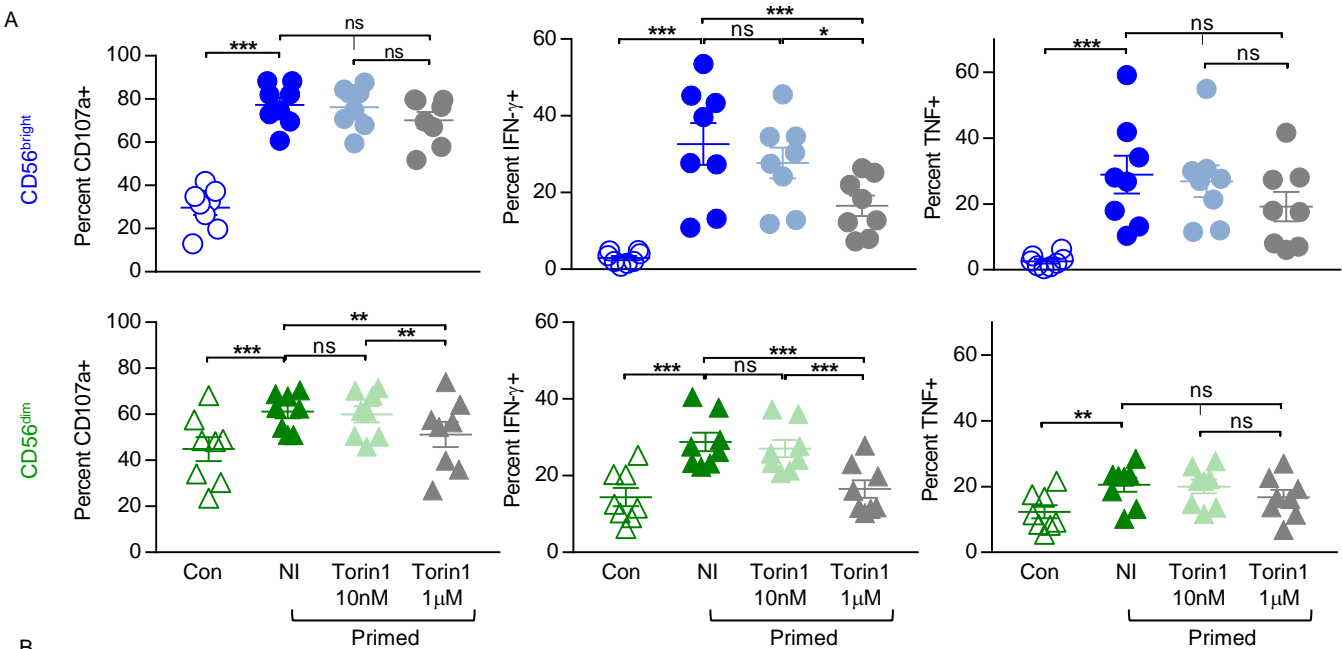 A
CD56bright
Percent CD107a+
100
80
60
40
20
0
***
ns
ns
Percent IFN-γ+
60
40
20
0
***
***
ns
*
Percent TNF+
60
40
20
0
***
ns
ns
CD56dim
Percent CD107a+
100
80
60
40
20
0
***
**
ns
**
Con
NI
Torin1
10nM
Torin1
1μM
Primed
Percent IFN-γ+
60
40
20
0
***
***
ns
***
Con
NI
Torin1
10nM
Torin1
1μM
Primed
Percent TNF+
60
40
20
0
**
ns
ns
Con
NI
Torin1
10nM
Torin1
1μM
Primed
B